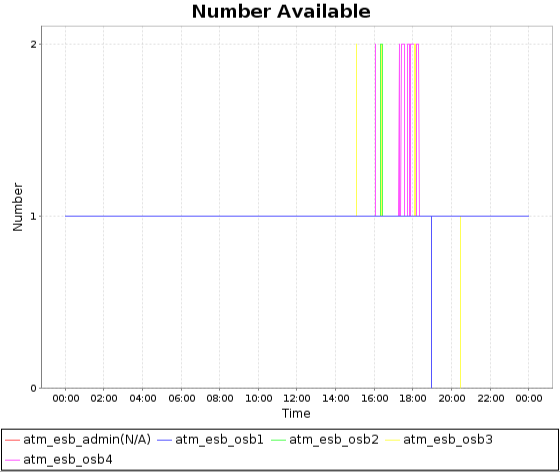 Number Available
2
1
0
Number
00:00 02:00 04:00 06:00 08:00 10:00 12:00 14:00 16:00 18:00 20:00 22:00 00:00
Time
atm_esb_admin(N/A) atm_esb_osb1 atm_esb_osb2 atm_esb_osb3
atm_esb_osb4